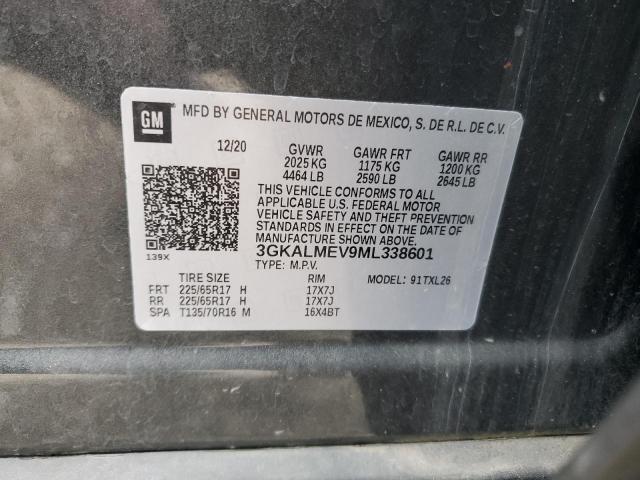 GM
MFD BY GENERAL MOTORS DE MEXICO, S. DE R.L. DE C.V.
12/20 GVWR GAWR FRT GAWR RR
2025 KG 1175 KG 1200 KG
4464 LB 2590 LB 2645 LB
THIS VEHICLE CONFORMS TO ALL
APPLICABLE U.S. FEDERAL MOTOR
VEHICLE SAFETY AND THEFT PREVENTION
STANDARDS IN EFFECT ON THE DATE OF
MANUFACTURE SHOWN ABOVE.
3GKALMEV9ML338601
139X
TYPE: M.P.V. MODEL: 91TXL26
TIRE SIZE RIM
FRT 225/65R17 H 17X7J
RR 225/65R17 H 17X7J
SPA T135/70R16 M 16X4BT